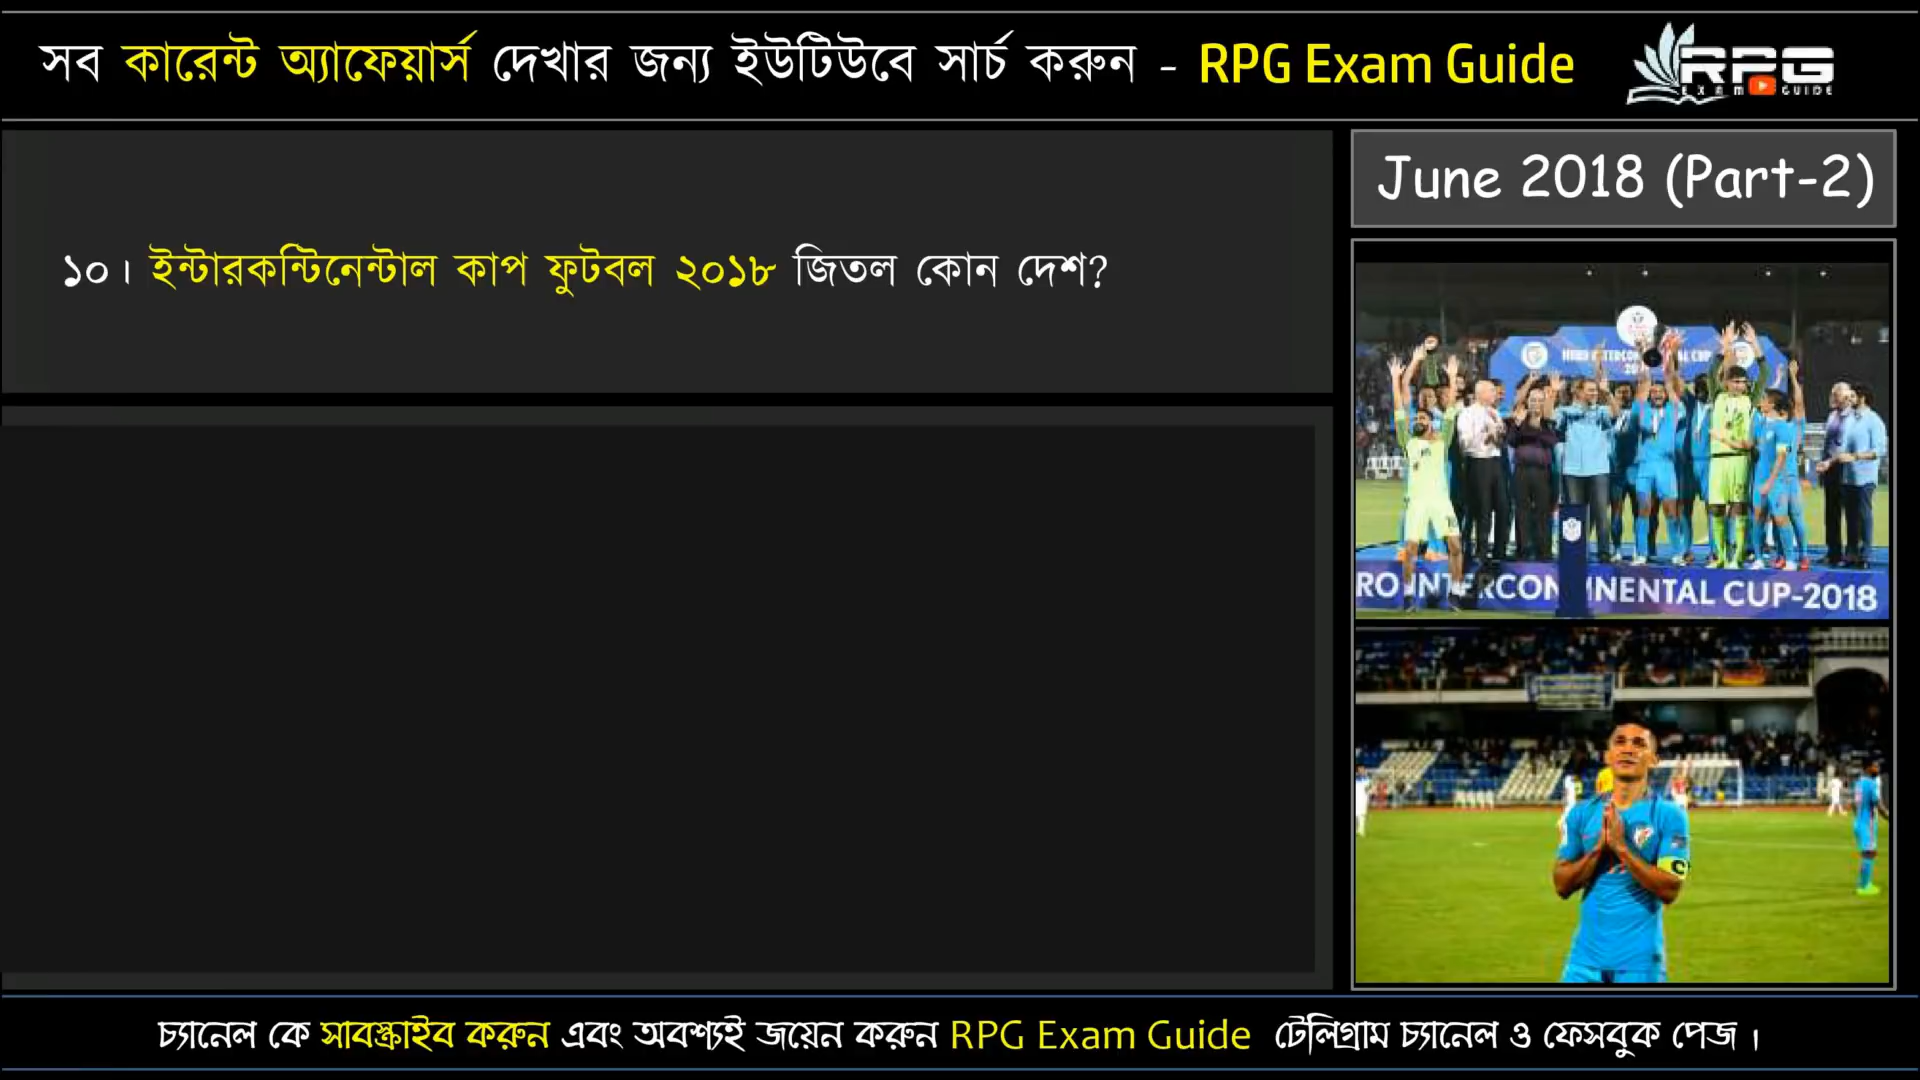 সব কারেন্ট অ্যাফেয়ার্স দেখার জন্য ইউটিউবে সার্চ করুন - RPG Exam Guide
RPG
EXAM GUIDE
June 2018 (Part-2)
১০। ইন্টারকন্টিনেন্টাল কাপ ফুটবল ২০১৮ জিতল কোন দেশ?
CUP-2018
চ্যানেল কে সাবস্ক্রাইব করুন এবং অবশ্যই জয়েন করুন RPG Exam Guide টেলিগ্রাম চ্যানেল ও ফেসবুক পেজ।